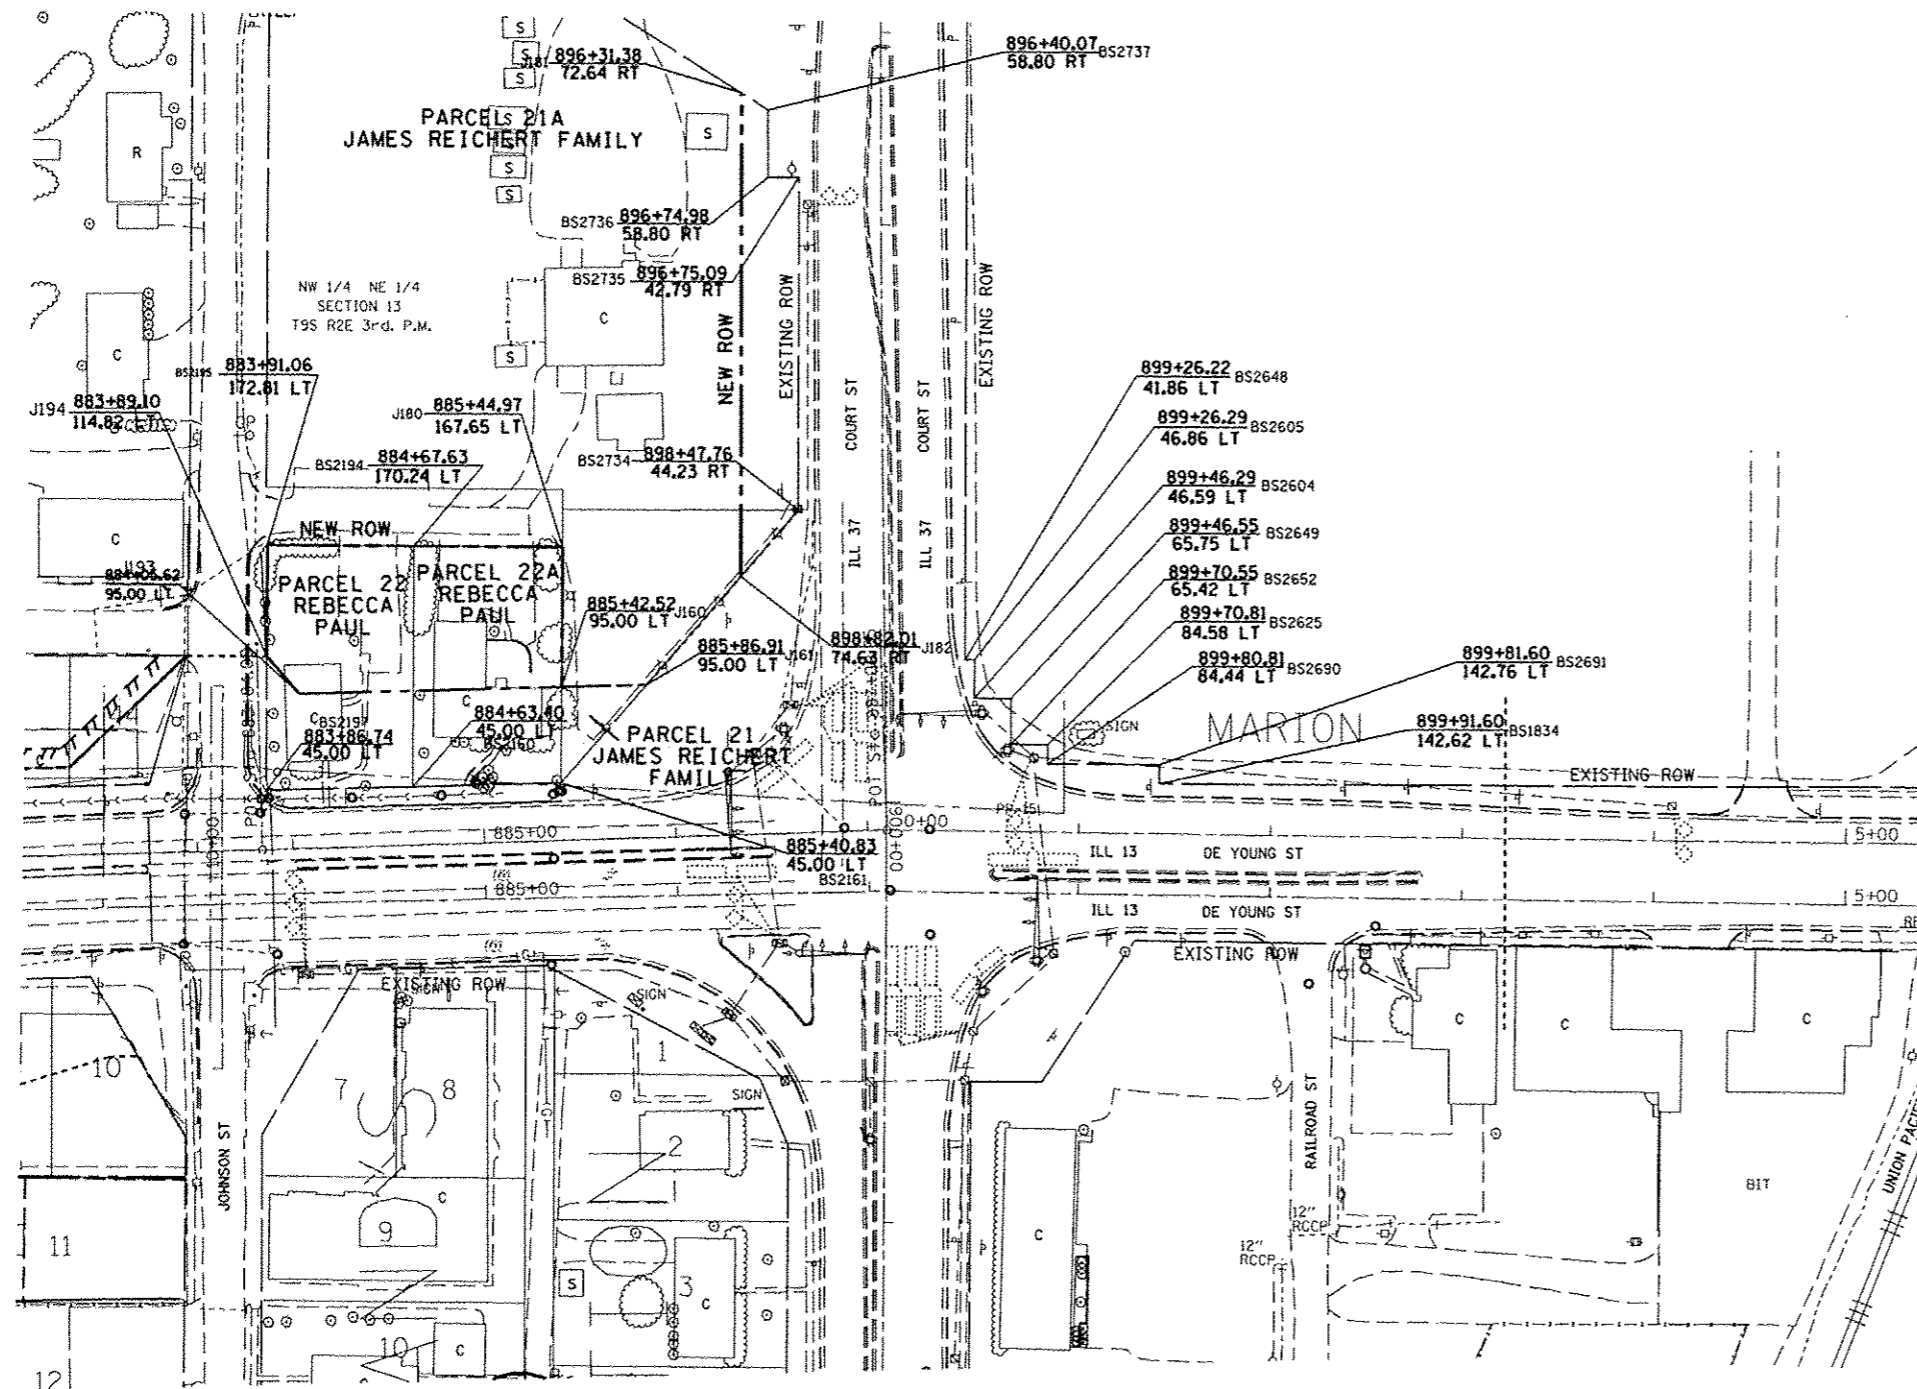 S
S
S
J181 896+31.38
72.64 RT
896+40.07 BS2737
58.80 RT
PARCEL 21A
JAMES REICHERT FAMILY
S
S
S
S
R
BS2736 896+74.98
58.80 RT
BS2735 896+75.09
42.79 RT
NW 1/4 NE 1/4
SECTION 13
T9S R2E 3rd. P.M.
C
C
S
NEW ROW
EXISTING ROW
COURT ST
COURT ST
EXISTING ROW
BS2195 883+91.06
172.81 LT
J194 883+89.10
114.82 LT
J180 885+44.97
167.65 LT
BS2194 884+67.63
170.24 LT
BS2734 898+47.76
44.23 RT
899+26.22 BS2648
41.86 LT
899+26.29 BS2605
46.86 LT
899+46.29 BS2604
46.59 LT
899+46.55 BS2649
65.75 LT
899+70.55 BS2652
65.42 LT
899+70.81 BS2625
84.58 LT
899+80.81 BS2690
84.44 LT
899+81.60 BS2691
142.76 LT
899+91.60 BS1834
142.62 LT
ILL 37
ILL 37
C
NEW ROW
J193
95.00 LT
PARCEL 22
REBECCA
PAUL
PARCEL 22A
REBECCA
PAUL
885+42.52 J160
95.00 LT
885+86.91 J161
95.00 LT
898+82.01 J182
74.63 RT
C
C
BS2197
883+86.74
45.00 LT
884+63.40
45.00 LT
BS2160
PARCEL 21
JAMES REICHERT
FAMILY
SIGN
MARION
EXISTING ROW
885+00
885+00
885+40.83
45.00 LT
BS2161
900+00
ILL 13 DE YOUNG ST
5+00
ILL 13 DE YOUNG ST
5+00
EXISTING ROW
EXISTING ROW
SIGN
SIGN
SIGN
JOHNSON ST
RAILROAD ST
UNION PACIF
10
7
8
1
2
9
C
11
3
C
S
10
C
12
C
C
C
C
BIT
12"
RCCP
12"
RCCP